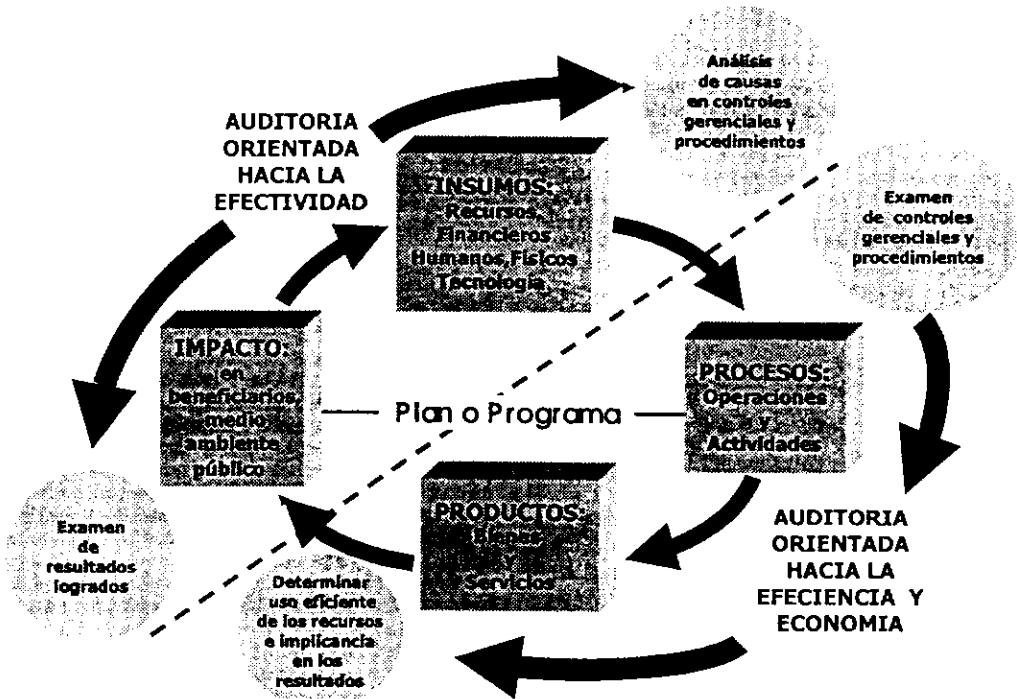 Análisis
de causas
en controles
gerenciales y
procedimientos
AUDITORIA
ORIENTADA
HACIA LA
EFECTIVIDAD
INSUMOS:
Recursos,
Financieros
Humanos,Físicos
Tecnología
Examen
de controles
gerenciales y
procedimientos
IMPACTO:
en
beneficiarios,
medio
ambiente
público
Plan o Programa
PROCESOS:
Operaciones
y
Actividades
PRODUCTOS:
Bienes
y
Servicios
Examen
de
resultados
logrados
Determinar
uso eficiente
de los recursos
e implicancia
en los
resultados
AUDITORIA
ORIENTADA
HACIA LA
EFECIENCIA Y
ECONOMIA